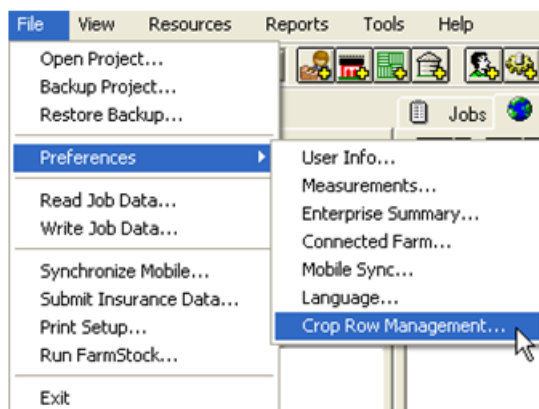 File View Resources Reports Tools Help
Open Project...
Backup Project...
Restore Backup...
Jobs
Preferences
User Info...
Measurements...
Enterprise Summary...
Connected Farm...
Mobile Sync...
Language...
Crop Row Management...
Read Job Data...
Write Job Data...
Synchronize Mobile...
Submit Insurance Data...
Print Setup...
Run FarmStock...
Exit